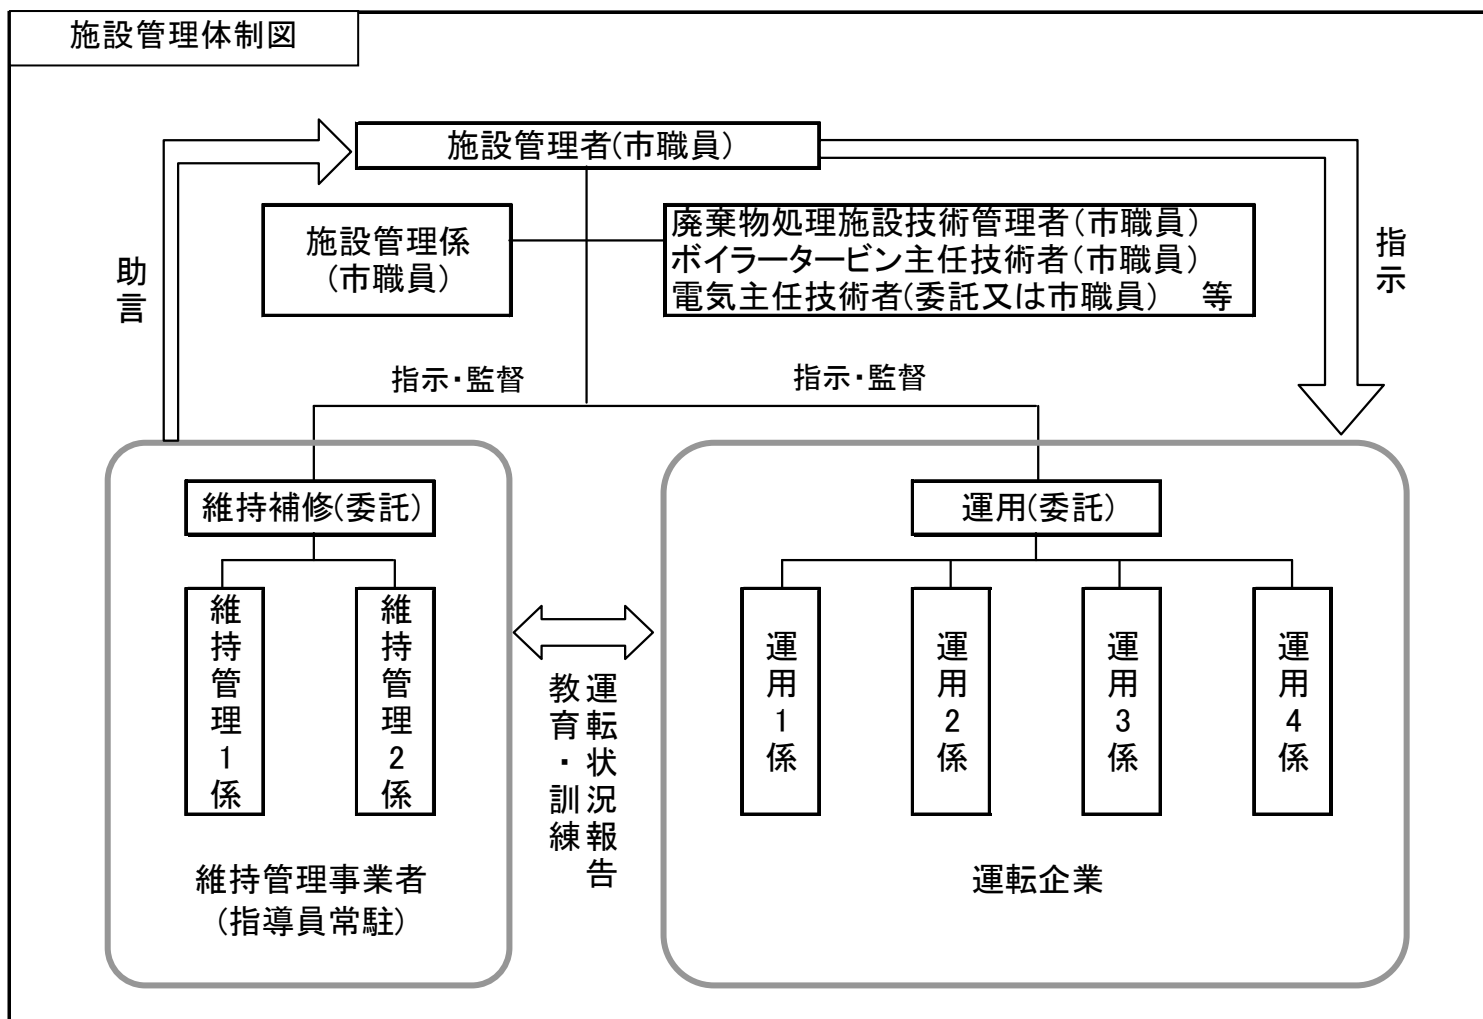 施設管理体制図
施設管理者(市職員)
施設管理係
(市職員)
廃棄物処理施設技術管理者(市職員)
ボイラータービン主任技術者(市職員)
電気主任技術者(委託又は市職員)　等
助言
指示
指示・監督
指示・監督
維持補修(委託)
運用(委託)
維持管理1係
維持管理2係
運転状況報告
教育・訓練
運用1係
運用2係
運用3係
運用4係
維持管理事業者
(指導員常駐)
運転企業